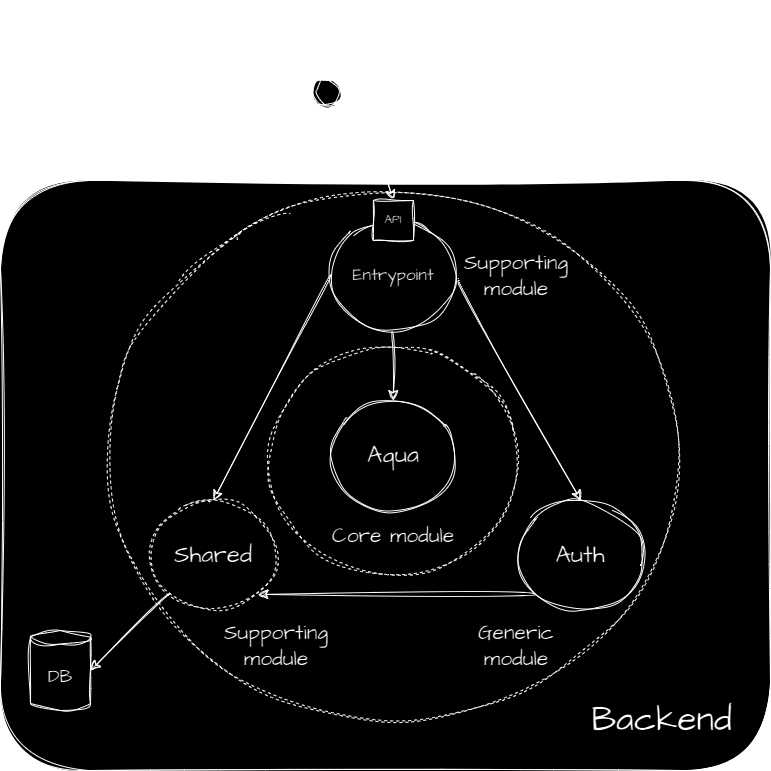 API
Entrypoint
Supporting
module
Aqua
Core module
Shared
Auth
Supporting
module
Generic
module
DB
Backend